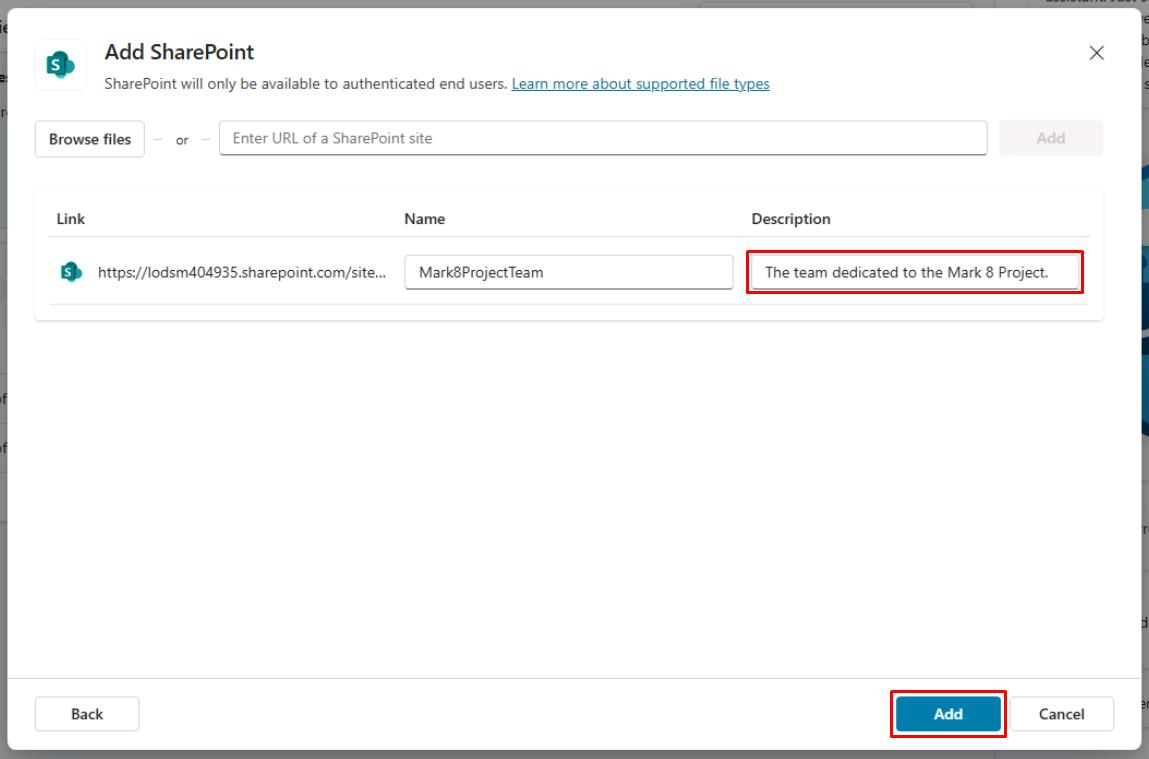 Add SharePoint
SharePoint will only be available to authenticated end users. Learn more about supported file types
Browse files
or
Enter URL of a SharePoint site
Add
Link Name Description
https://lodsm404935.sharepoint.com/site... Mark8ProjectTeam The team dedicated to the Mark 8 Project.
Back
Add
Cancel